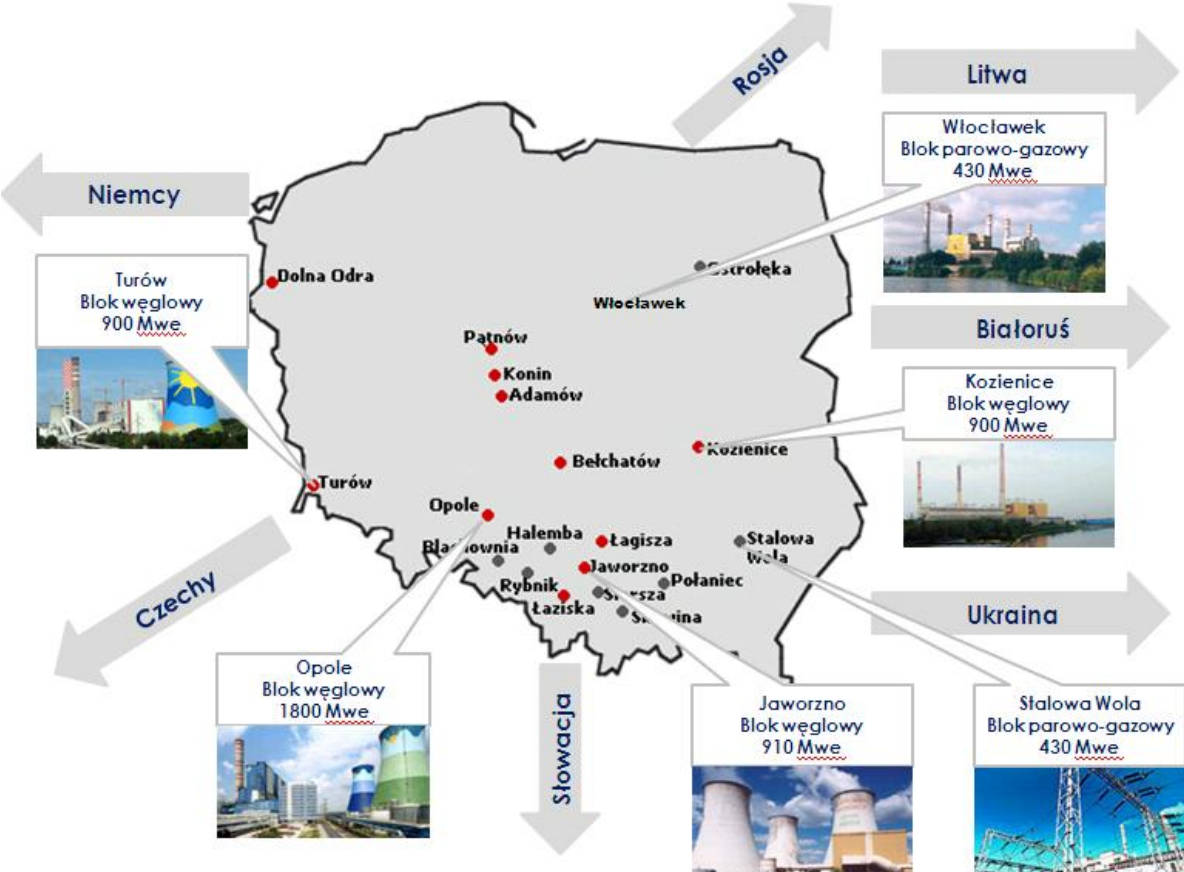 Rosja
Litwa
Włocławek
Blok parowo-gazowy
430 Mwe
Niemcy
Turów
Blok węglowy
900 Mwe
Dolna Odra
Ostrołęka
Włocławek
Białoruś
Pątnów
Konin
Adamów
Kozienice
Blok węglowy
900 Mwe
Kozienice
Bełchatów
Turów
Opole
Halemba
Łagisza
Stalowa
Wola
Blachownia
Jaworzno
Rybnik
Połaniec
Siersza
Łaziska
Skawina
Czechy
Ukraina
Opole
Blok węglowy
1800 Mwe
Słowacja
Jaworzno
Blok węglowy
910 Mwe
Stalowa Wola
Blok parowo-gazowy
430 Mwe